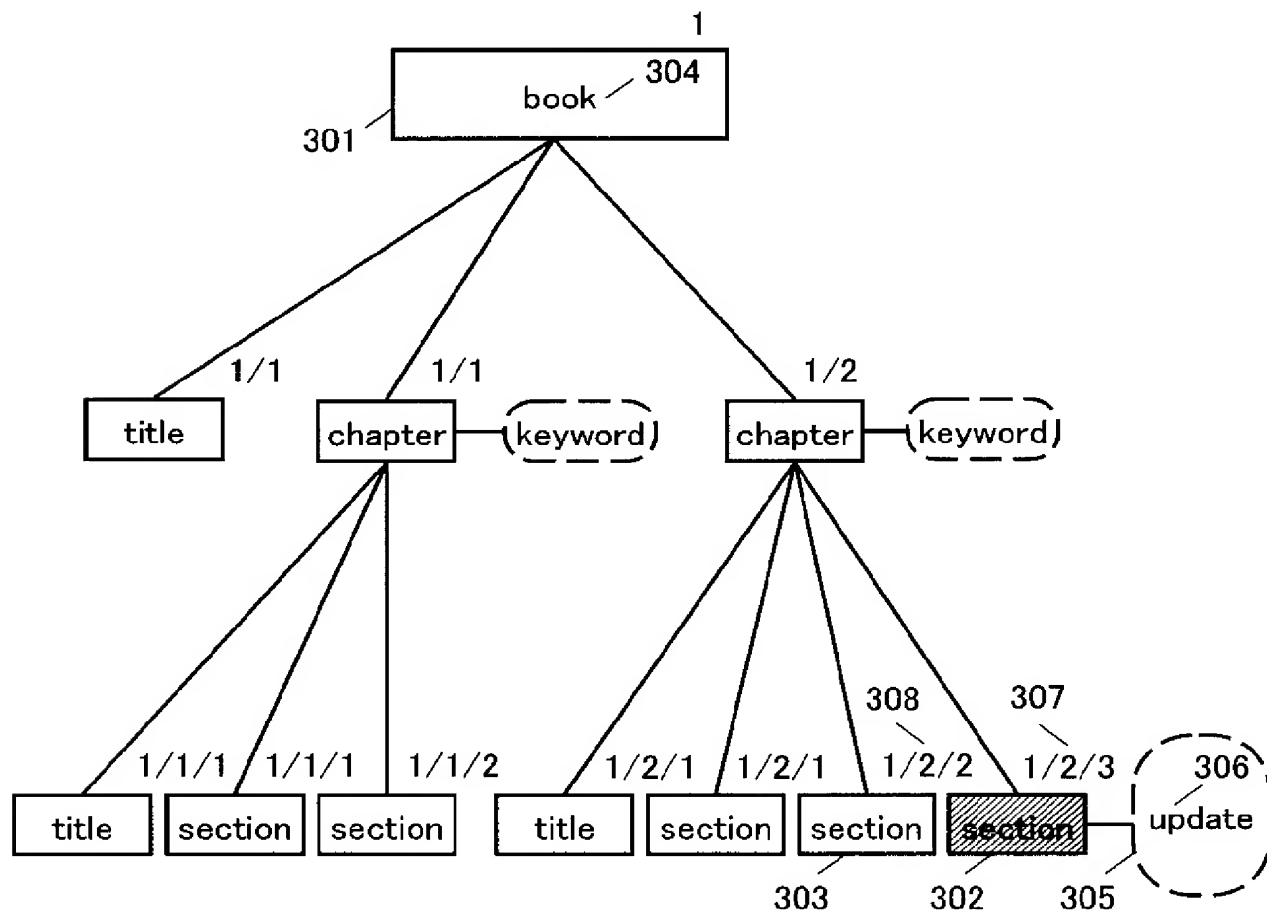 1
304
book
301
1/1 1/1 1/2
title chapter keyword chapter keyword
308 307
1/1/1 1/1/1 1/1/2 1/2/1 1/2/1 1/2/2 1/2/3 306
title section section title section section section update
303 302 305